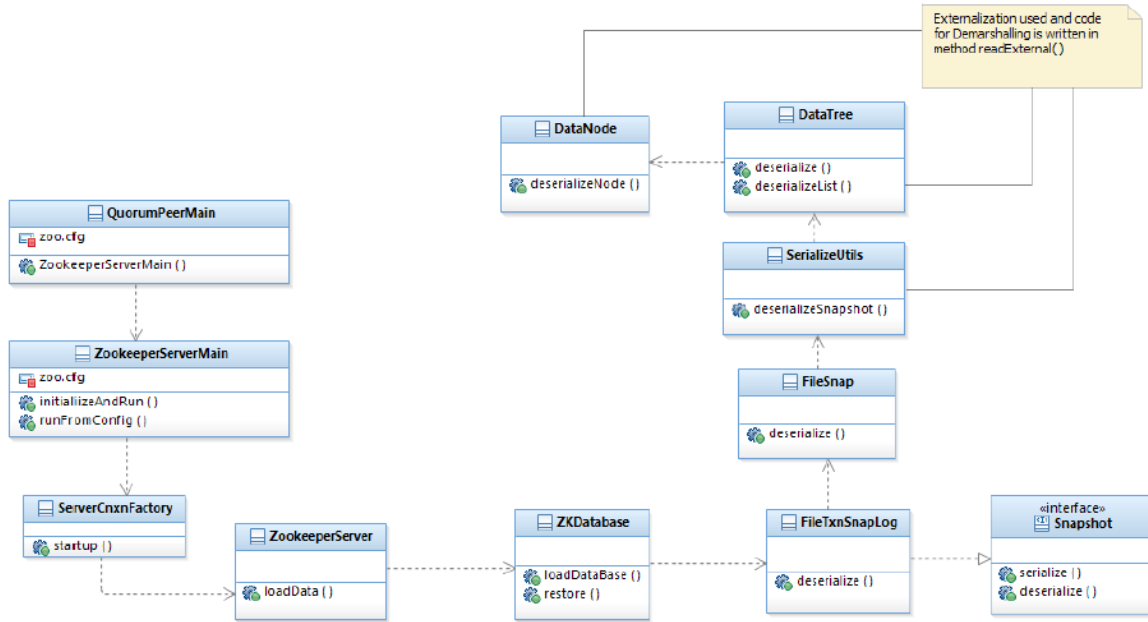 Externalization used and code
for Demarshalling is written in
method readExternal()
DataNode
deserializeNode ()
DataTree
deserialize ()
deserializeList ()
QuorumPeerMain
zoo.cfg
ZookeeperServerMain ()
SerializeUtils
deserializeSnapshot ()
ZookeeperServerMain
zoo.cfg
initialiizeAndRun ()
runFromConfig ()
FileSnap
deserialize ()
ServerCnxnFactory
startup ()
ZookeeperServer
loadData ()
ZKDatabase
loadDataBase ()
restore ()
FileTxnSnapLog
deserialize ()
«interface»
Snapshot
serialize ()
deserialize ()